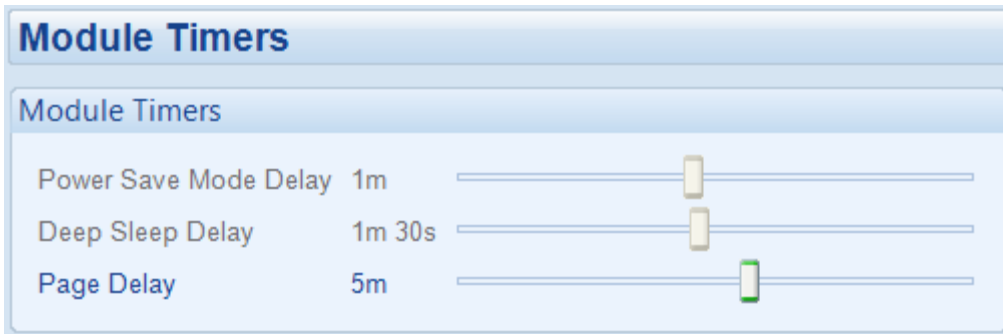 Module Timers
Module Timers
Power Save Mode Delay 1m
Deep Sleep Delay 1m 30s
Page Delay 5m